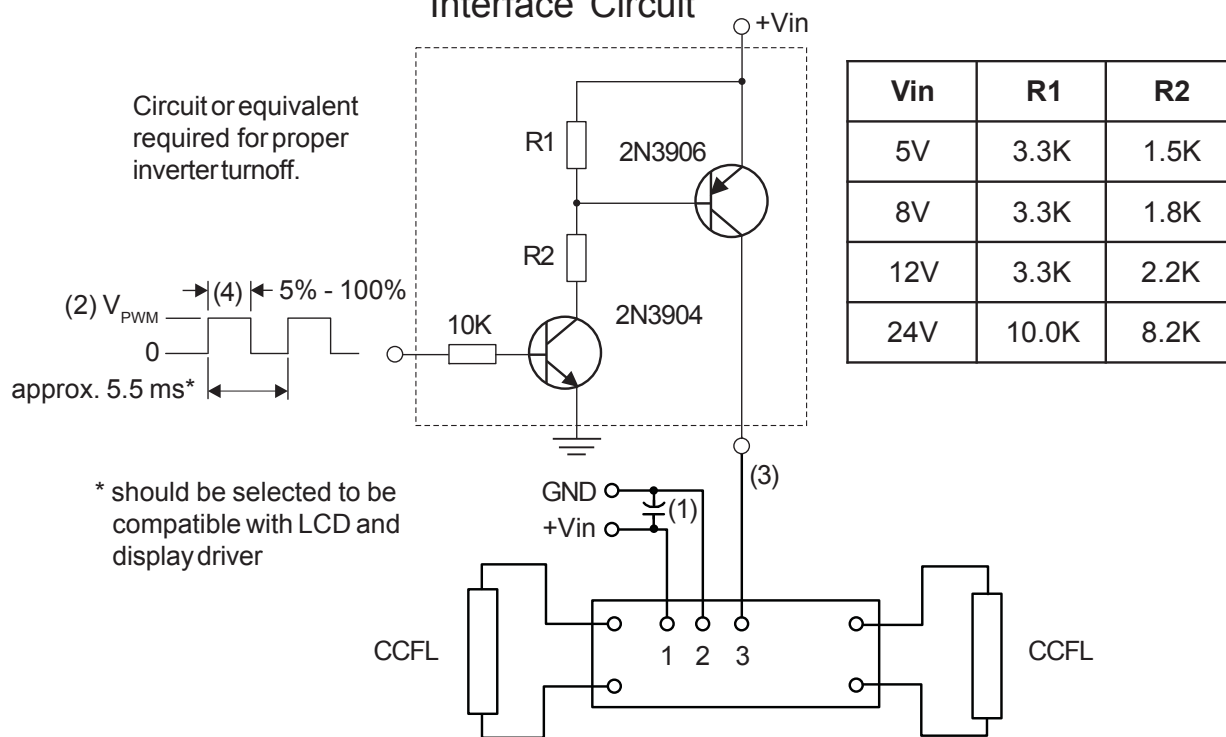 Interface Circuit
+Vin
Circuit or equivalent
required for proper
inverter turnoff.
R1
2N3906
R2
(2) VPWM
(4)
5% - 100%
0
approx. 5.5 ms*
10K
2N3904
Vin R1 R2
5V 3.3K 1.5K
8V 3.3K 1.8K
12V 3.3K 2.2K
24V 10.0K 8.2K
* should be selected to be
compatible with LCD and
display driver
(3)
GND
(1)
+Vin
CCFL
1 2 3
CCFL